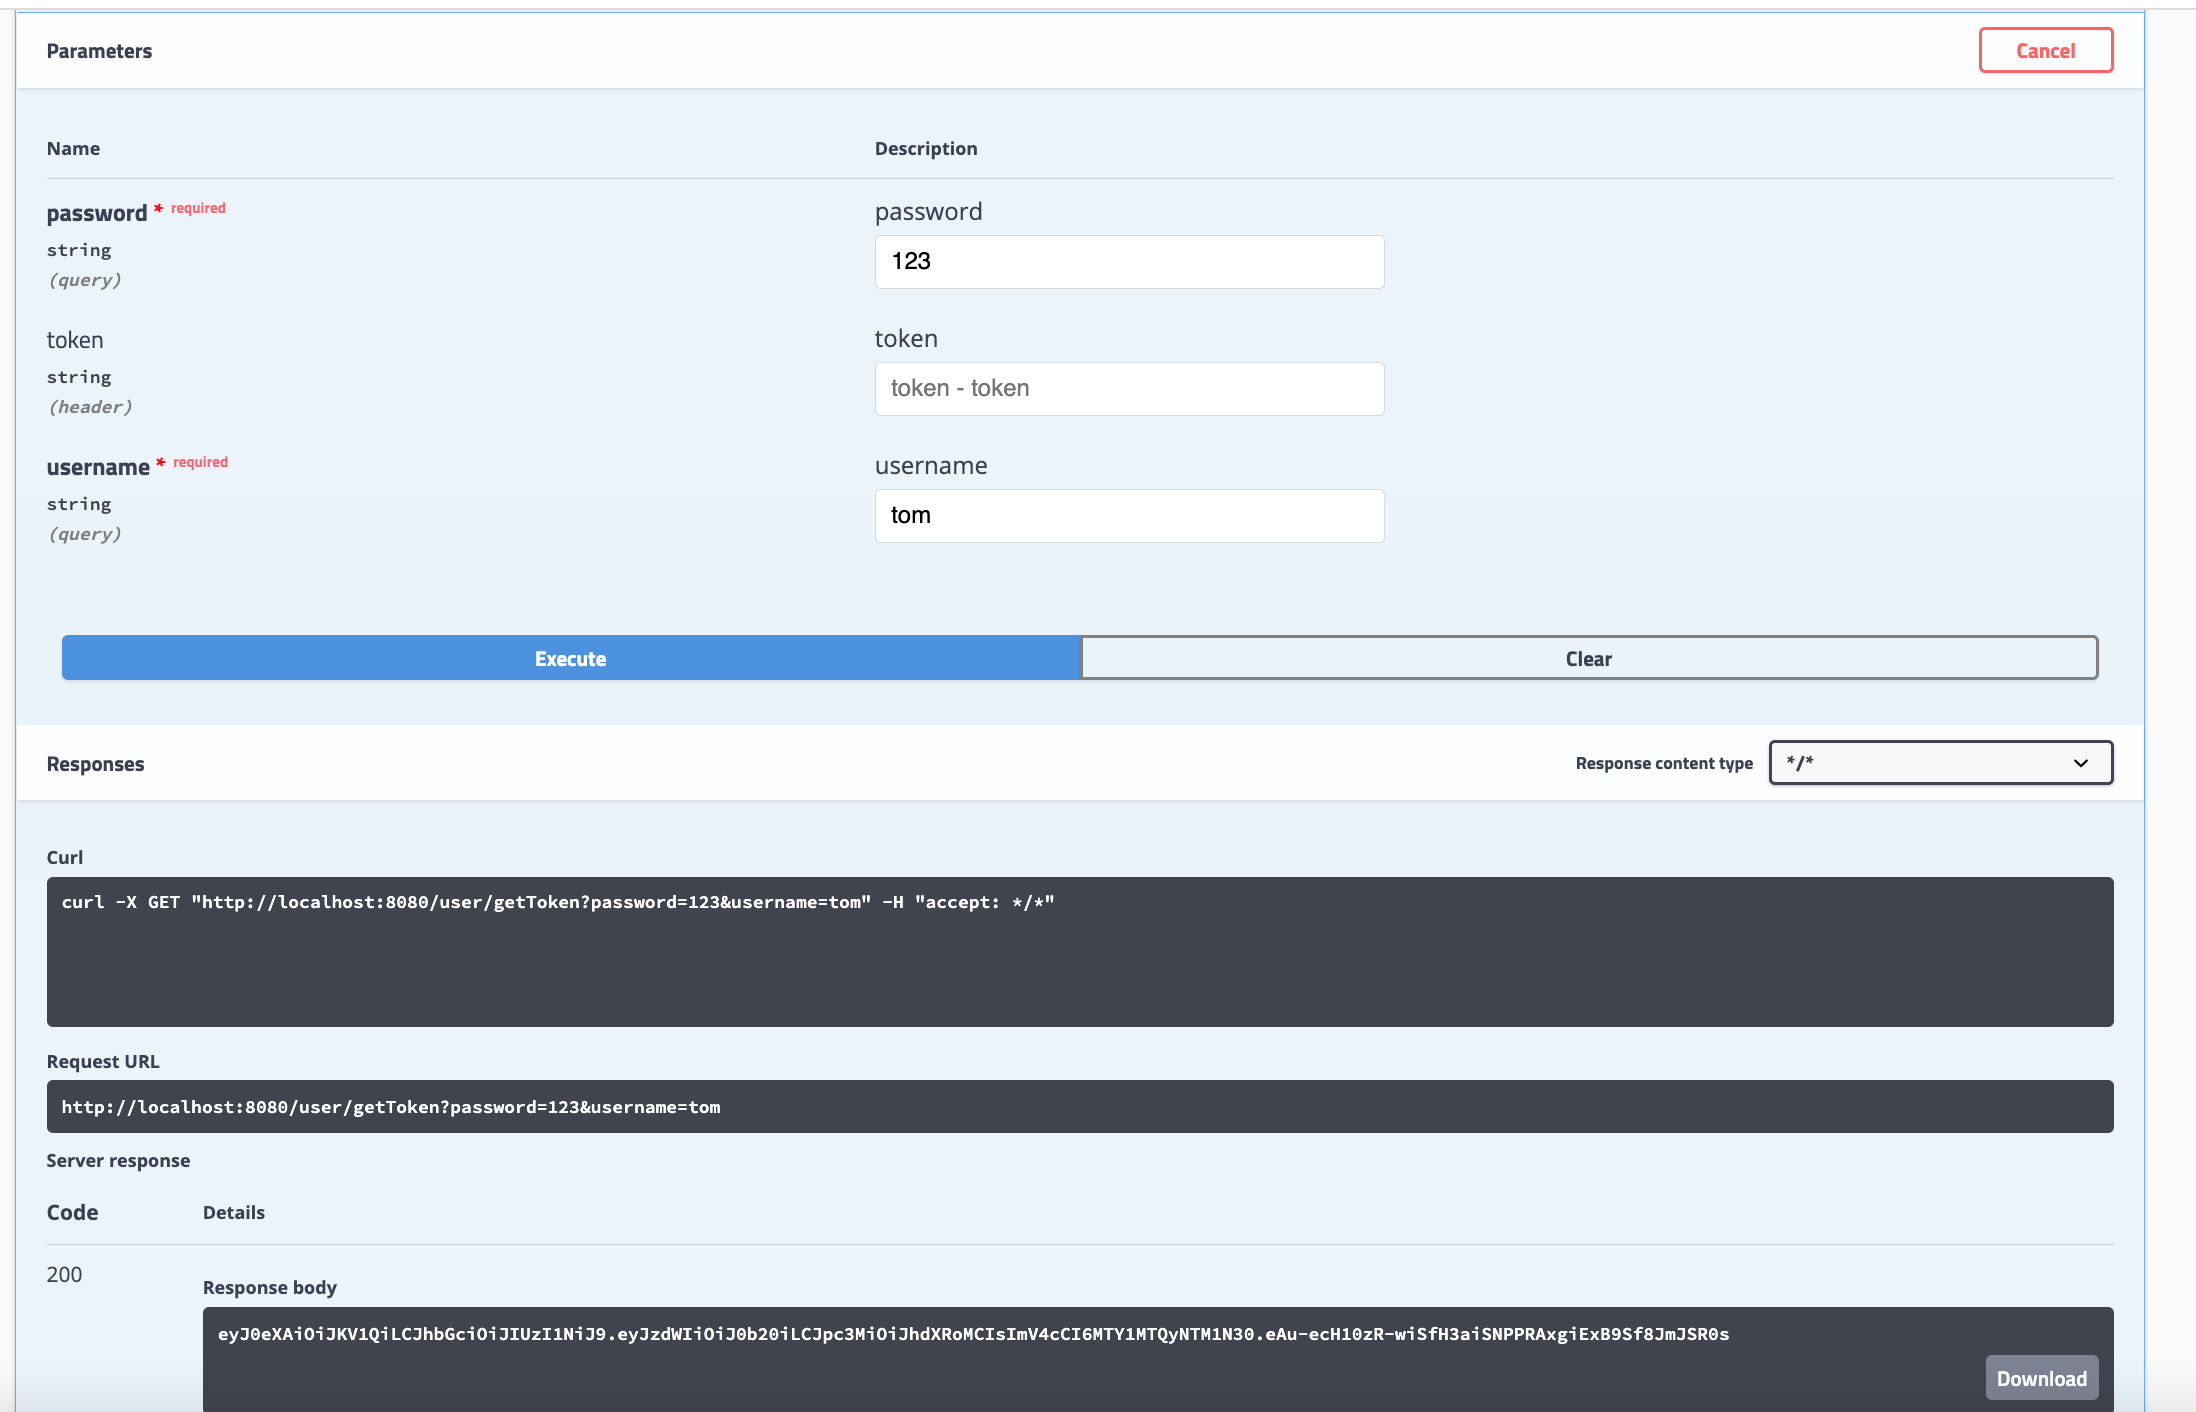 Parameters
Cancel
Name Description
password * required password
string
(query)
123
token token
string
(header)
token - token
username * required username
string
(query)
tom
Execute Clear
Responses Response content type */*
Curl
curl -X GET "http://localhost:8080/user/getToken?password=123&username=tom" -H "accept: */*"
Request URL
http://localhost:8080/user/getToken?password=123&username=tom
Server response
Code Details
200
Response body
eyJ0eXAiOiJKV1QiLCJhbGciOiJIUzI1NiJ9.eyJzdWIiOiJ0b20iLCJpc3MiOiJhdXRoMCIsImV4cCI6MTY1MTQyNTM1N30.eAu-ecH10zR-wiSfH3aiSNPPRAxgiExB9Sf8JmJSR0s
Download